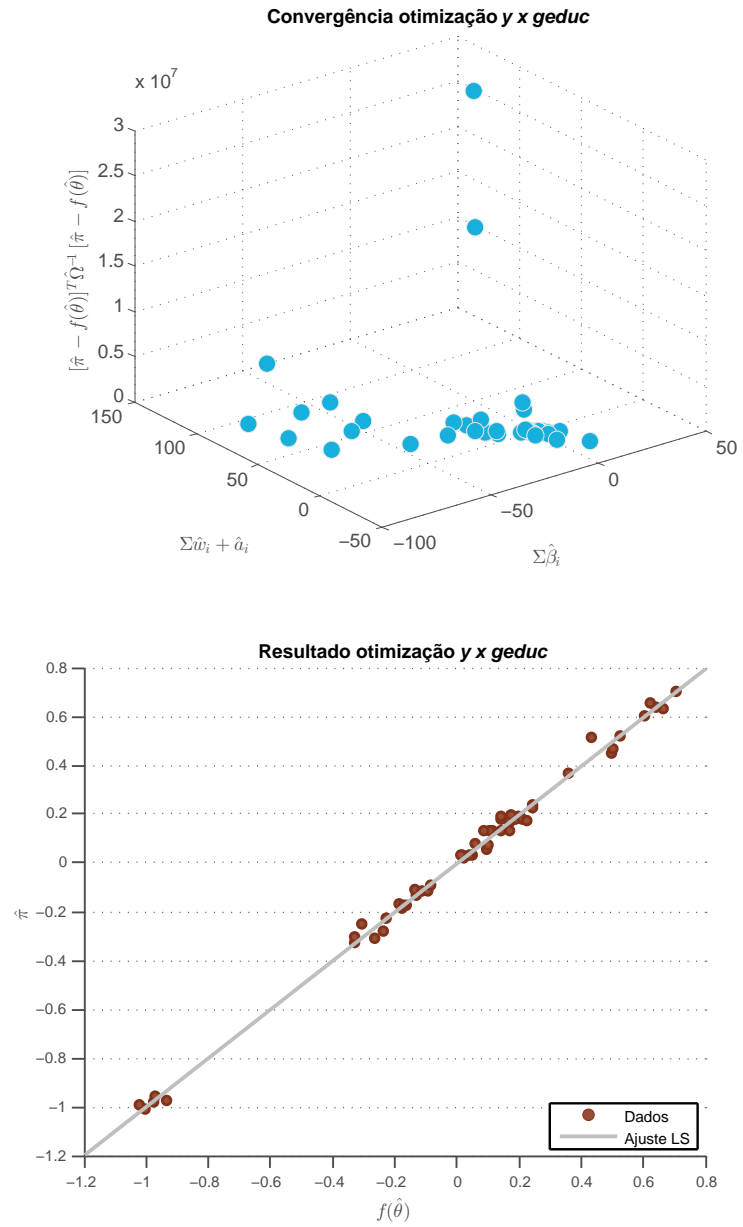 Convergência otimização y x geduc
x 10^7
3
2.5
2
1.5
1
0.5
0
[π̂ − f(θ̂)]^T Ω̂^−1 [π̂ − f(θ̂)]
150
100
50
0
−50
Σŵ_i + â_i
−100
−50
0
50
Σβ̂_i
Resultado otimização y x geduc
0.8
0.6
0.4
0.2
0
−0.2
−0.4
−0.6
−0.8
−1
−1.2
π̂
−1.2 −1 −0.8 −0.6 −0.4 −0.2 0 0.2 0.4 0.6 0.8
f(θ̂)
Dados
Ajuste LS